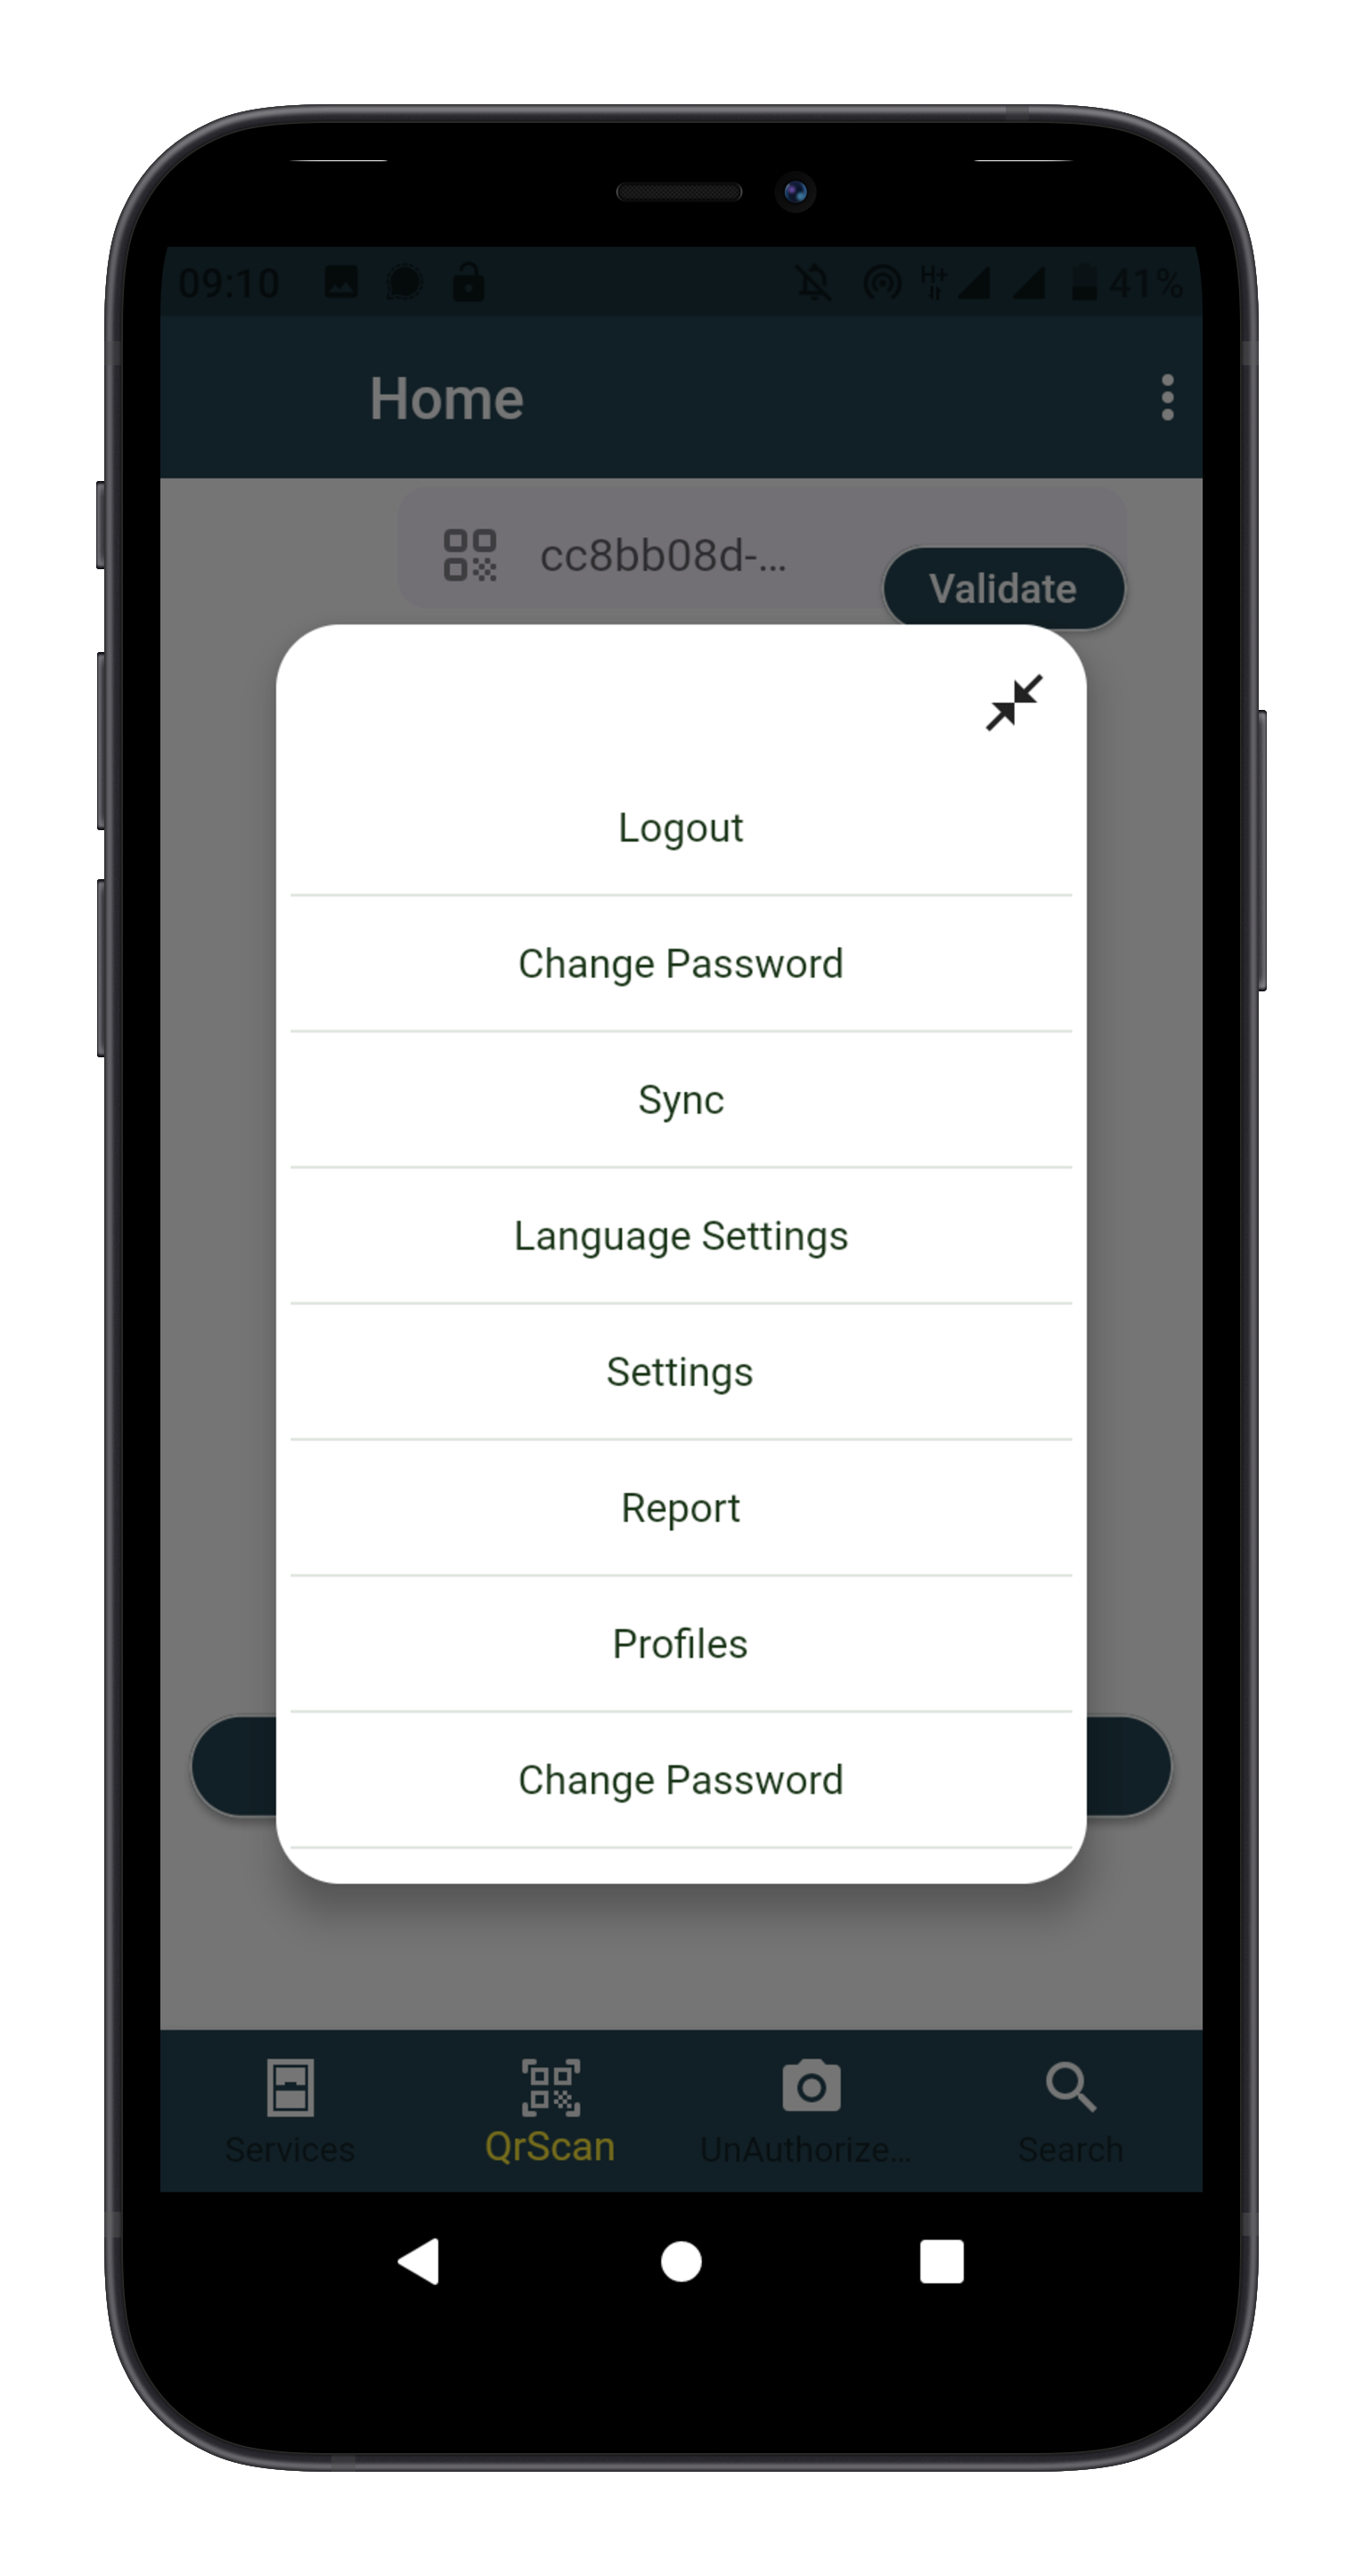 09:10 H+ 41%
Home
cc8bb08d-...
Validate
Logout
Change Password
Sync
Language Settings
Settings
Report
Profiles
Change Password
Services QrScan UnAuthorize... Search